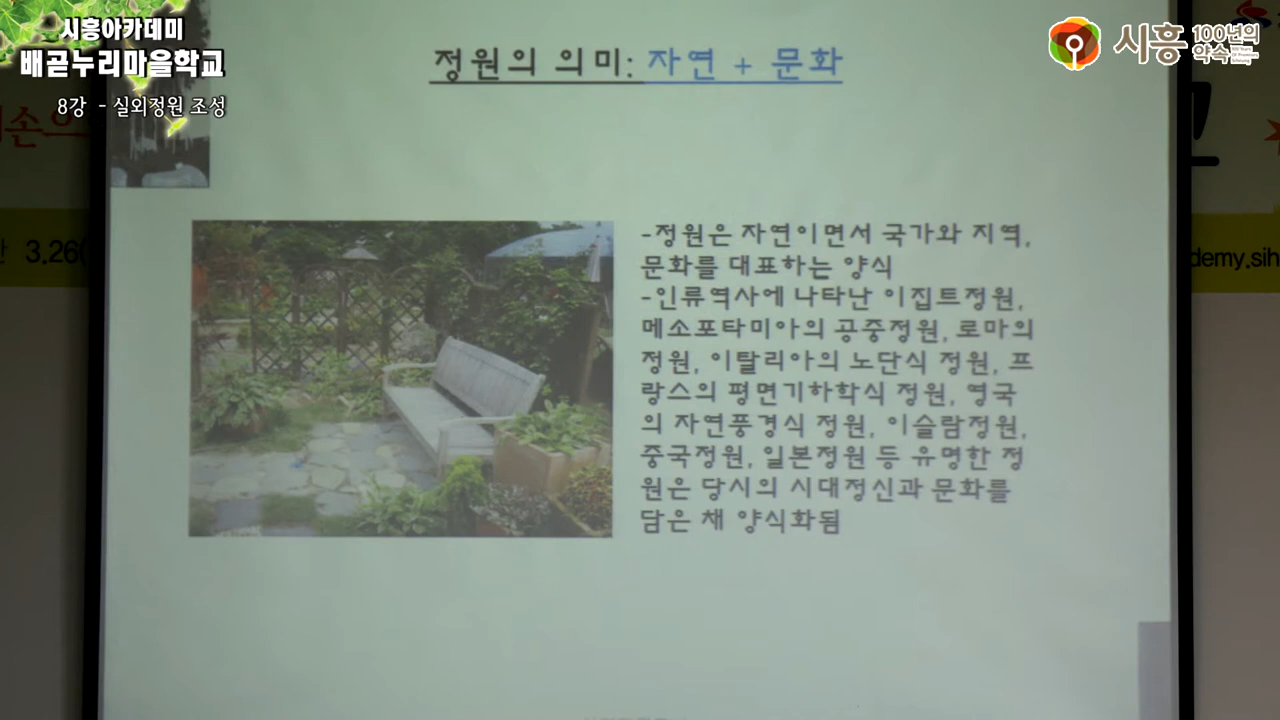 시흥아카데미
배곧누리마을학교
8강 - 실외정원 조성
시흥 100년의
약속
정원의 의미: 자연 + 문화
-정원은 자연이면서 국가와 지역,
문화를 대표하는 양식
-인류역사에 나타난 이집트정원,
메소포타미아의 공중정원, 로마의
정원, 이탈리아의 노단식 정원, 프
랑스의 평면기하학식 정원, 영국
의 자연풍경식 정원, 이슬람정원,
중국정원, 일본정원 등 유명한 정
원은 당시의 시대정신과 문화를
담은 채 양식화됨
3.26(
demy.sih